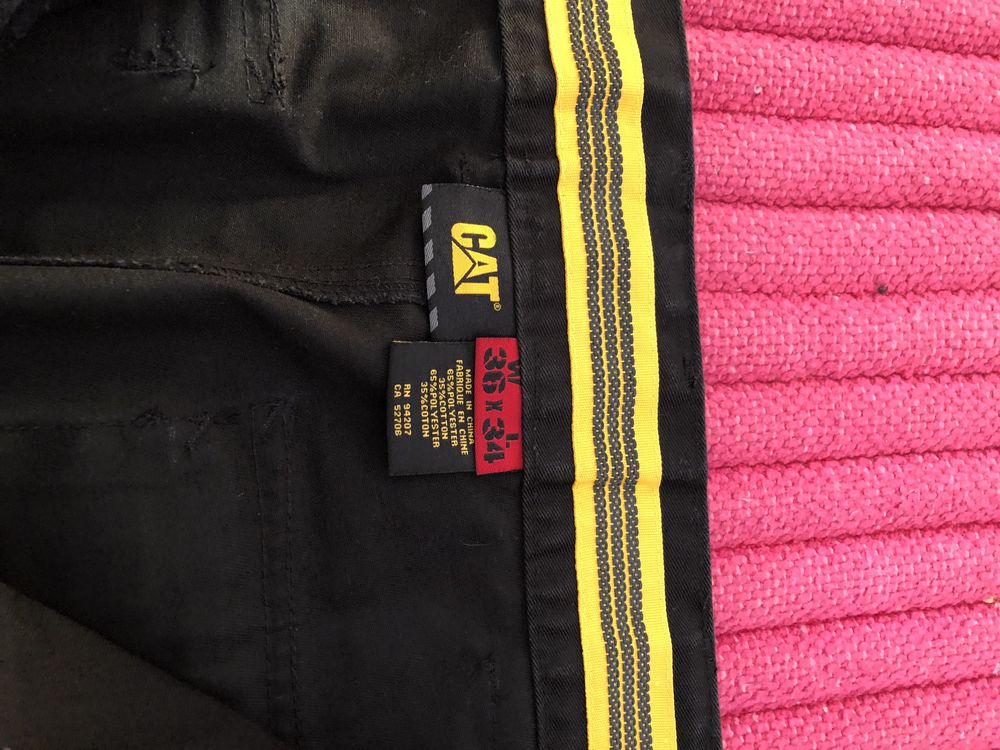 CAT®
W L
36 x 34
MADE IN CHINA
FABRIQUE EN CHINE
65%POLYESTER
35%COTTON
65%POLYESTER
35%COTON
RN 94207
CA 52706